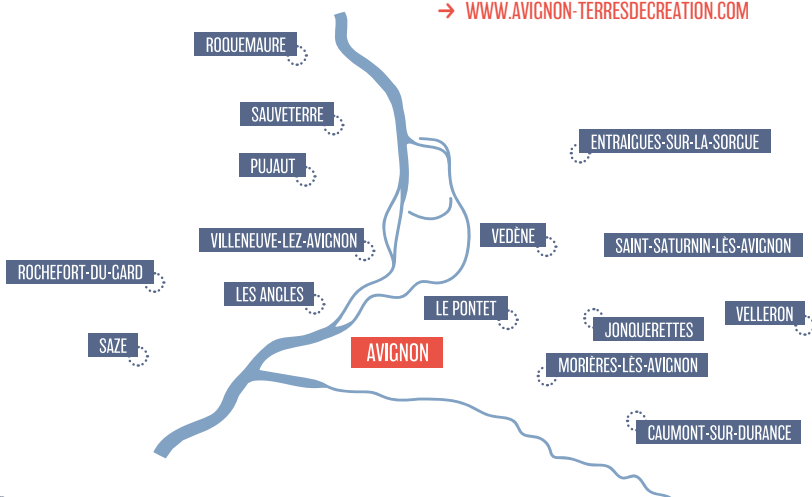 → WWW.AVIGNON-TERRESDECREATION.COM
ROQUEMAURE
SAUVETERRE
ENTRAIGUES-SUR-LA-SORGUE
PUJAUT
VILLENEUVE-LEZ-AVIGNON
VEDÈNE
SAINT-SATURNIN-LÈS-AVIGNON
ROCHEFORT-DU-GARD
LES ANGLES
LE PONTET
VELLERON
JONQUERETTES
SAZE
AVIGNON
MORIÈRES-LÈS-AVIGNON
CAUMONT-SUR-DURANCE